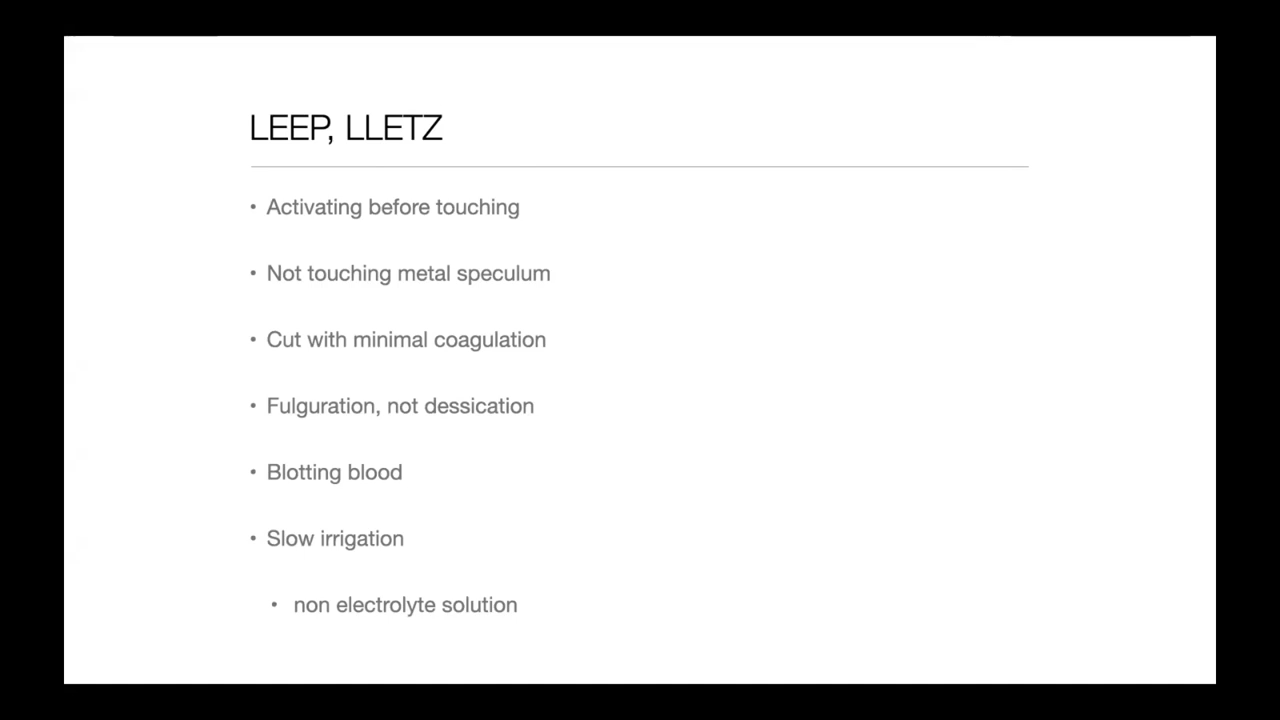 LEEP, LLETZ
• Activating before touching
• Not touching metal speculum
• Cut with minimal coagulation
• Fulguration, not dessication
• Blotting blood
• Slow irrigation
• non electrolyte solution